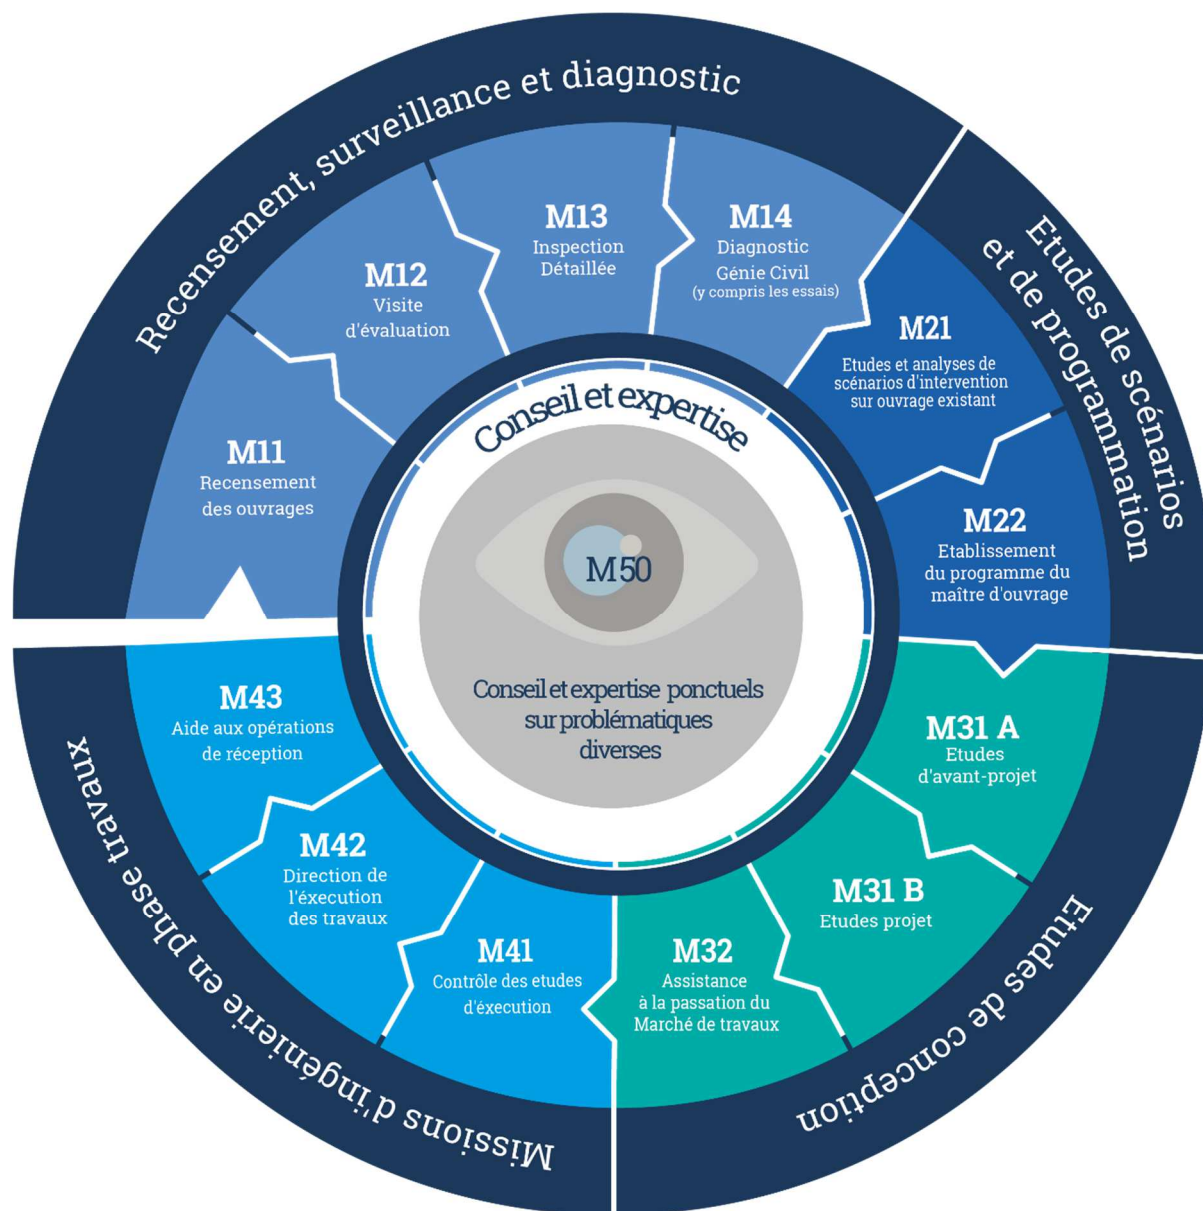 Recensement, surveillance et diagnostic
M11
Recensement
des ouvrages
M12
Visite
d'évaluation
M13
Inspection
Détaillée
M14
Diagnostic
Génie Civil
(y compris les essais)
Etudes de scénarios
et de programmation
M21
Etudes et analyses de
scénarios d'intervention
sur ouvrage existant
M22
Etablissement
du programme du
maître d'ouvrage
Etudes de conception
M31 A
Etudes
d'avant-projet
M31 B
Etudes projet
M32
Assistance
à la passation du
Marché de travaux
Missions d'ingénierie en phase travaux
M41
Contrôle des etudes
d'éxecution
M42
Direction de
l'éxecution
des travaux
M43
Aide aux opérations
de réception
Conseil et expertise
M50
Conseil et expertise ponctuels
sur problématiques
diverses